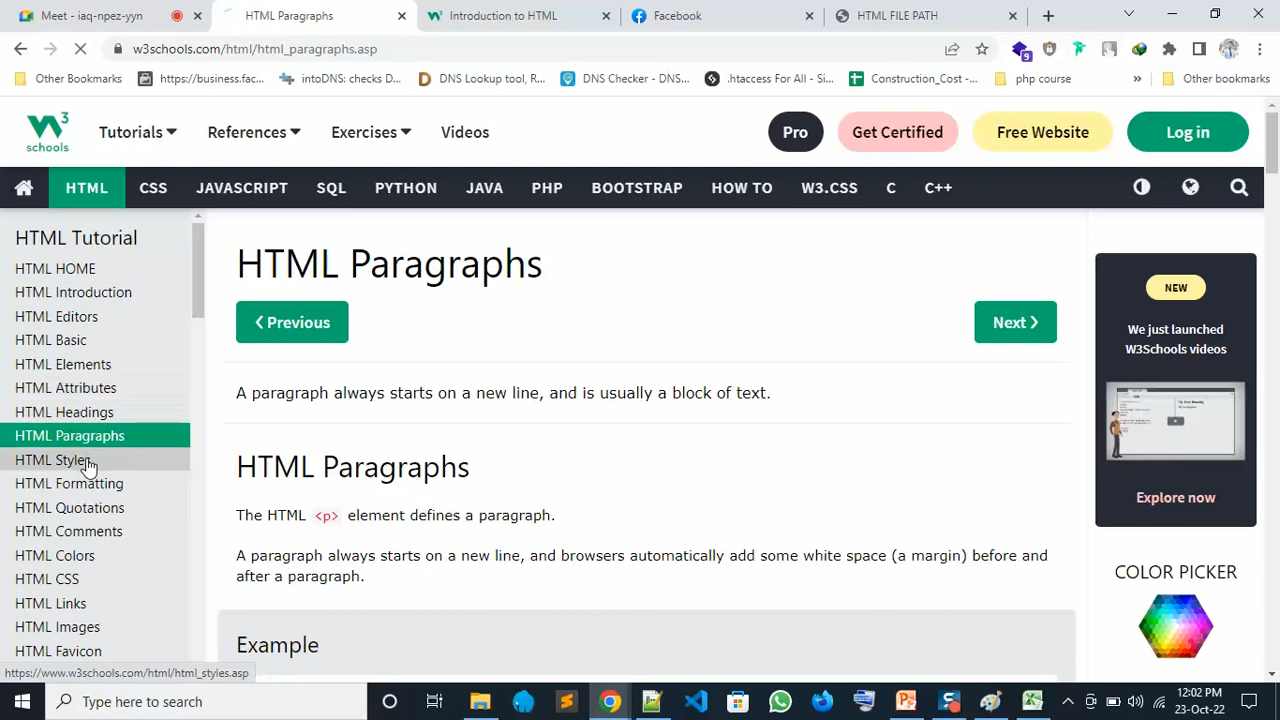 Meet - iaq-npez-yyn
HTML Paragraphs
Introduction to HTML
Facebook
HTML FILE PATH
w3schools.com/html/html_paragraphs.asp
9
Other Bookmarks
https://business.fac...
intoDNS: checks D...
DNS Lookup tool, R...
DNS Checker - DNS...
.htaccess For All - Si...
Construction_Cost -...
php course
»
Other bookmarks
W3
schools
Tutorials
References
Exercises
Videos
Pro
Get Certified
Free Website
Log in
HTML
CSS
JAVASCRIPT
SQL
PYTHON
JAVA
PHP
BOOTSTRAP
HOW TO
W3.CSS
C
C++
HTML Tutorial
HTML HOME
HTML Introduction
HTML Editors
HTML Basic
HTML Elements
HTML Attributes
HTML Headings
HTML Paragraphs
HTML Styles
HTML Formatting
HTML Quotations
HTML Comments
HTML Colors
HTML CSS
HTML Links
HTML Images
HTML Favicon
https://www.w3schools.com/html/html_styles.asp
HTML Paragraphs
❮ Previous
Next ❯
A paragraph always starts on a new line, and is usually a block of text.
HTML Paragraphs
The HTML <p> element defines a paragraph.
A paragraph always starts on a new line, and browsers automatically add some white space (a margin) before and
after a paragraph.
Example
NEW
We just launched
W3Schools videos
Explore now
COLOR PICKER
Type here to search
12:02 PM
23-Oct-22